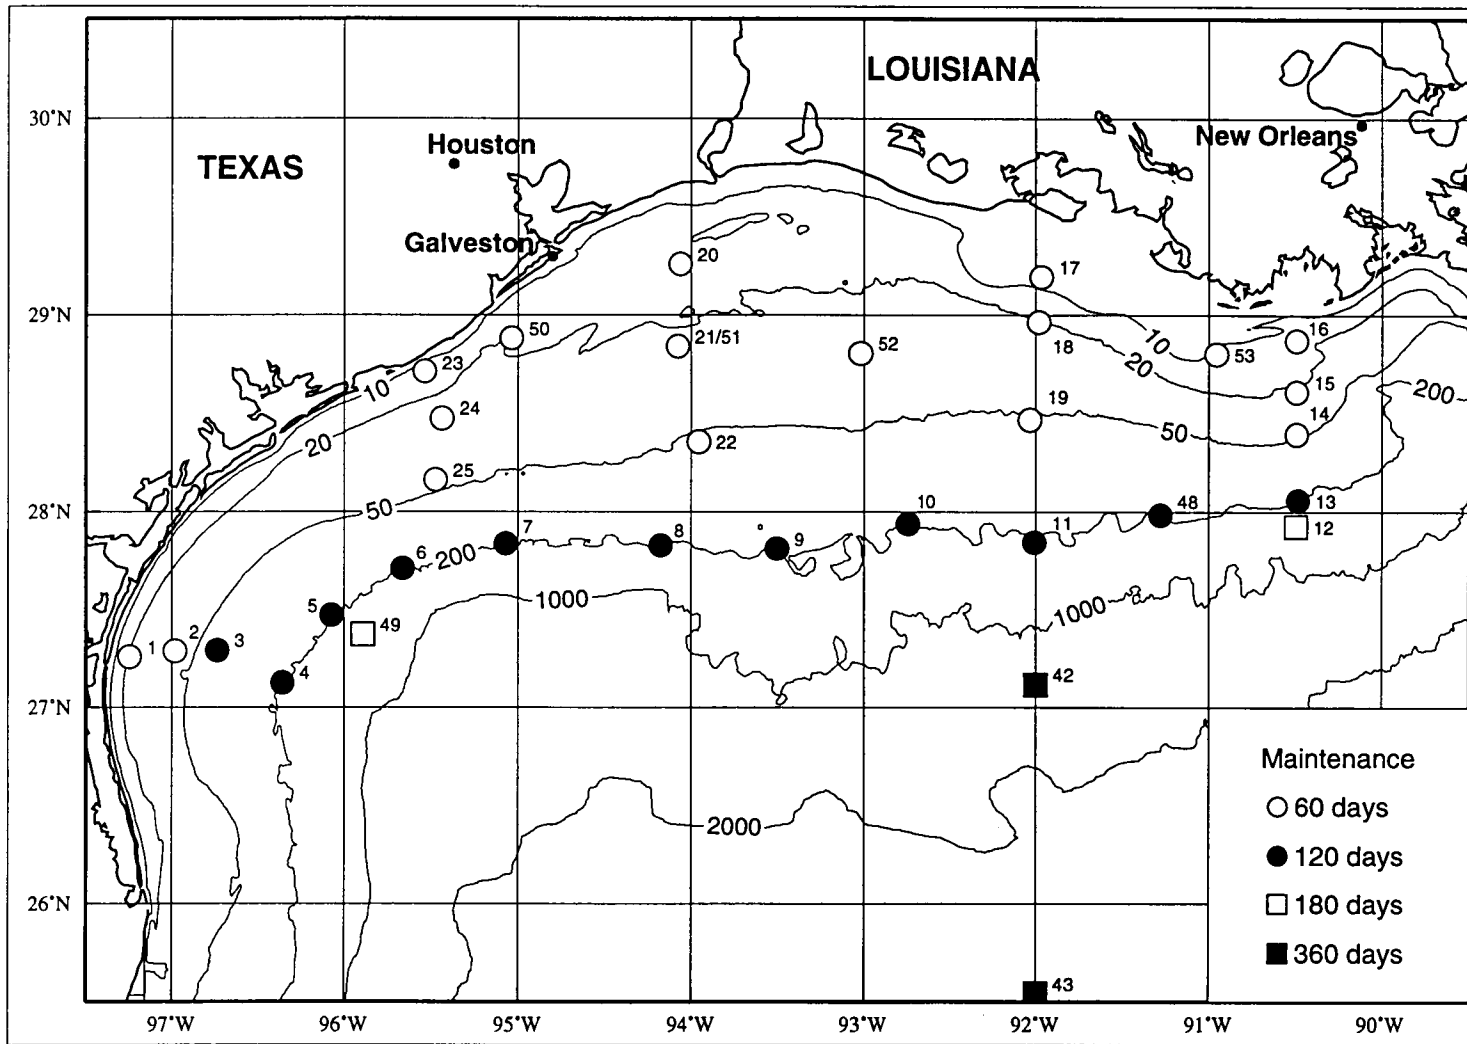 LOUISIANA
30°N
Houston
New Orleans
TEXAS
Galveston
20
17
29°N
50
21/51
52
18
10
53
16
23
10
20
15
200
24
19
14
20
22
50
25
28°N
50
10
48
13
7
8
9
11
12
6
200
5
49
1000
1000
1
2
3
4
42
27°N
Maintenance
60 days
2000
120 days
26°N
180 days
360 days
43
97°W
96°W
95°W
94°W
93°W
92°W
91°W
90°W